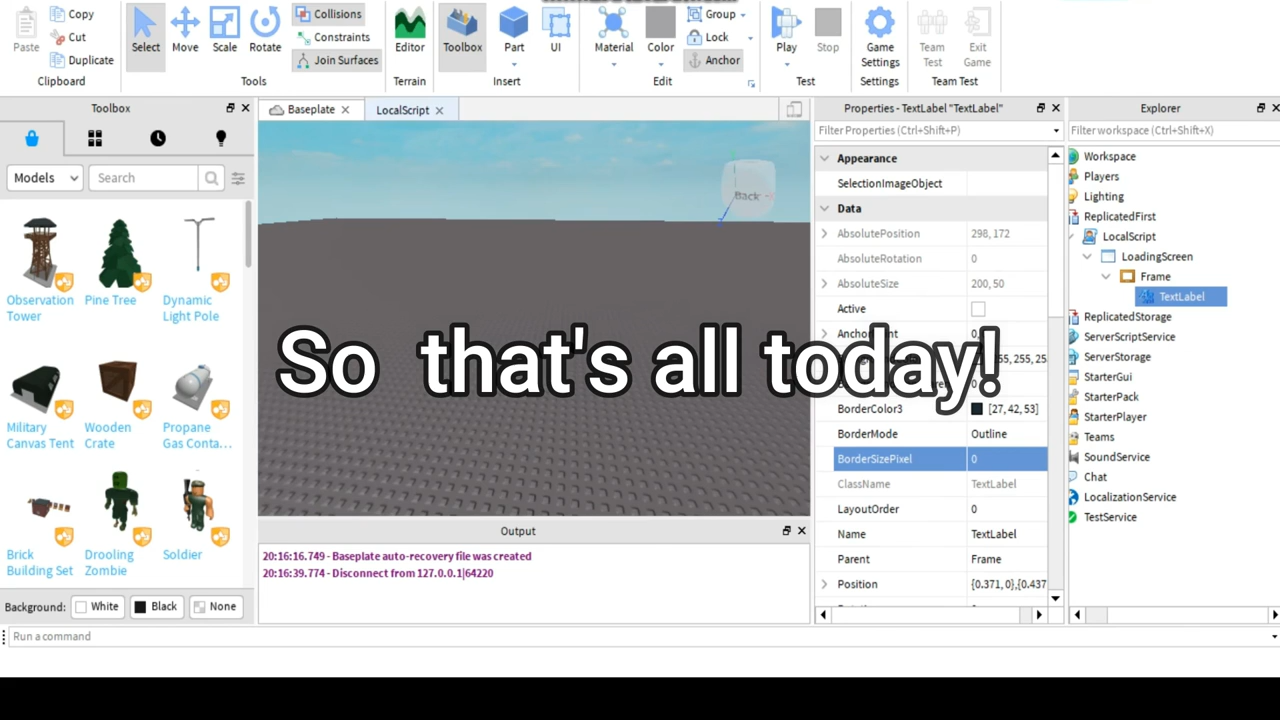 Paste
Copy
Cut
Duplicate
Clipboard
Select
Move
Scale
Rotate
Collisions
Constraints
Join Surfaces
Tools
Editor
Terrain
Toolbox
Part
UI
Insert
Material
Color
Group
Lock
Anchor
Edit
Play
Stop
Test
Game
Settings
Settings
Team
Test
Exit
Game
Team Test
Toolbox
Models
Search
Observation
Tower
Pine Tree
Dynamic
Light Pole
Military
Canvas Tent
Wooden
Crate
Propane
Gas Conta...
Brick
Building Set
Drooling
Zombie
Soldier
Background:
White
Black
None
Baseplate
LocalScript
Back
So that's all today!
Output
20:16:16.749 - Baseplate auto-recovery file was created
20:16:39.774 - Disconnect from 127.0.0.1|64220
Properties - TextLabel "TextLabel"
Filter Properties (Ctrl+Shift+P)
Appearance
SelectionImageObject
Data
AbsolutePosition 298, 172
AbsoluteRotation 0
AbsoluteSize 200, 50
Active
BorderColor3 [27, 42, 53]
BorderMode Outline
BorderSizePixel 0
ClassName TextLabel
LayoutOrder 0
Name TextLabel
Parent Frame
Position {0.371, 0},{0.437
Explorer
Filter workspace (Ctrl+Shift+X)
Workspace
Players
Lighting
ReplicatedFirst
LocalScript
LoadingScreen
Frame
TextLabel
ReplicatedStorage
ServerScriptService
ServerStorage
StarterGui
StarterPack
StarterPlayer
Teams
SoundService
Chat
LocalizationService
TestService
Run a command